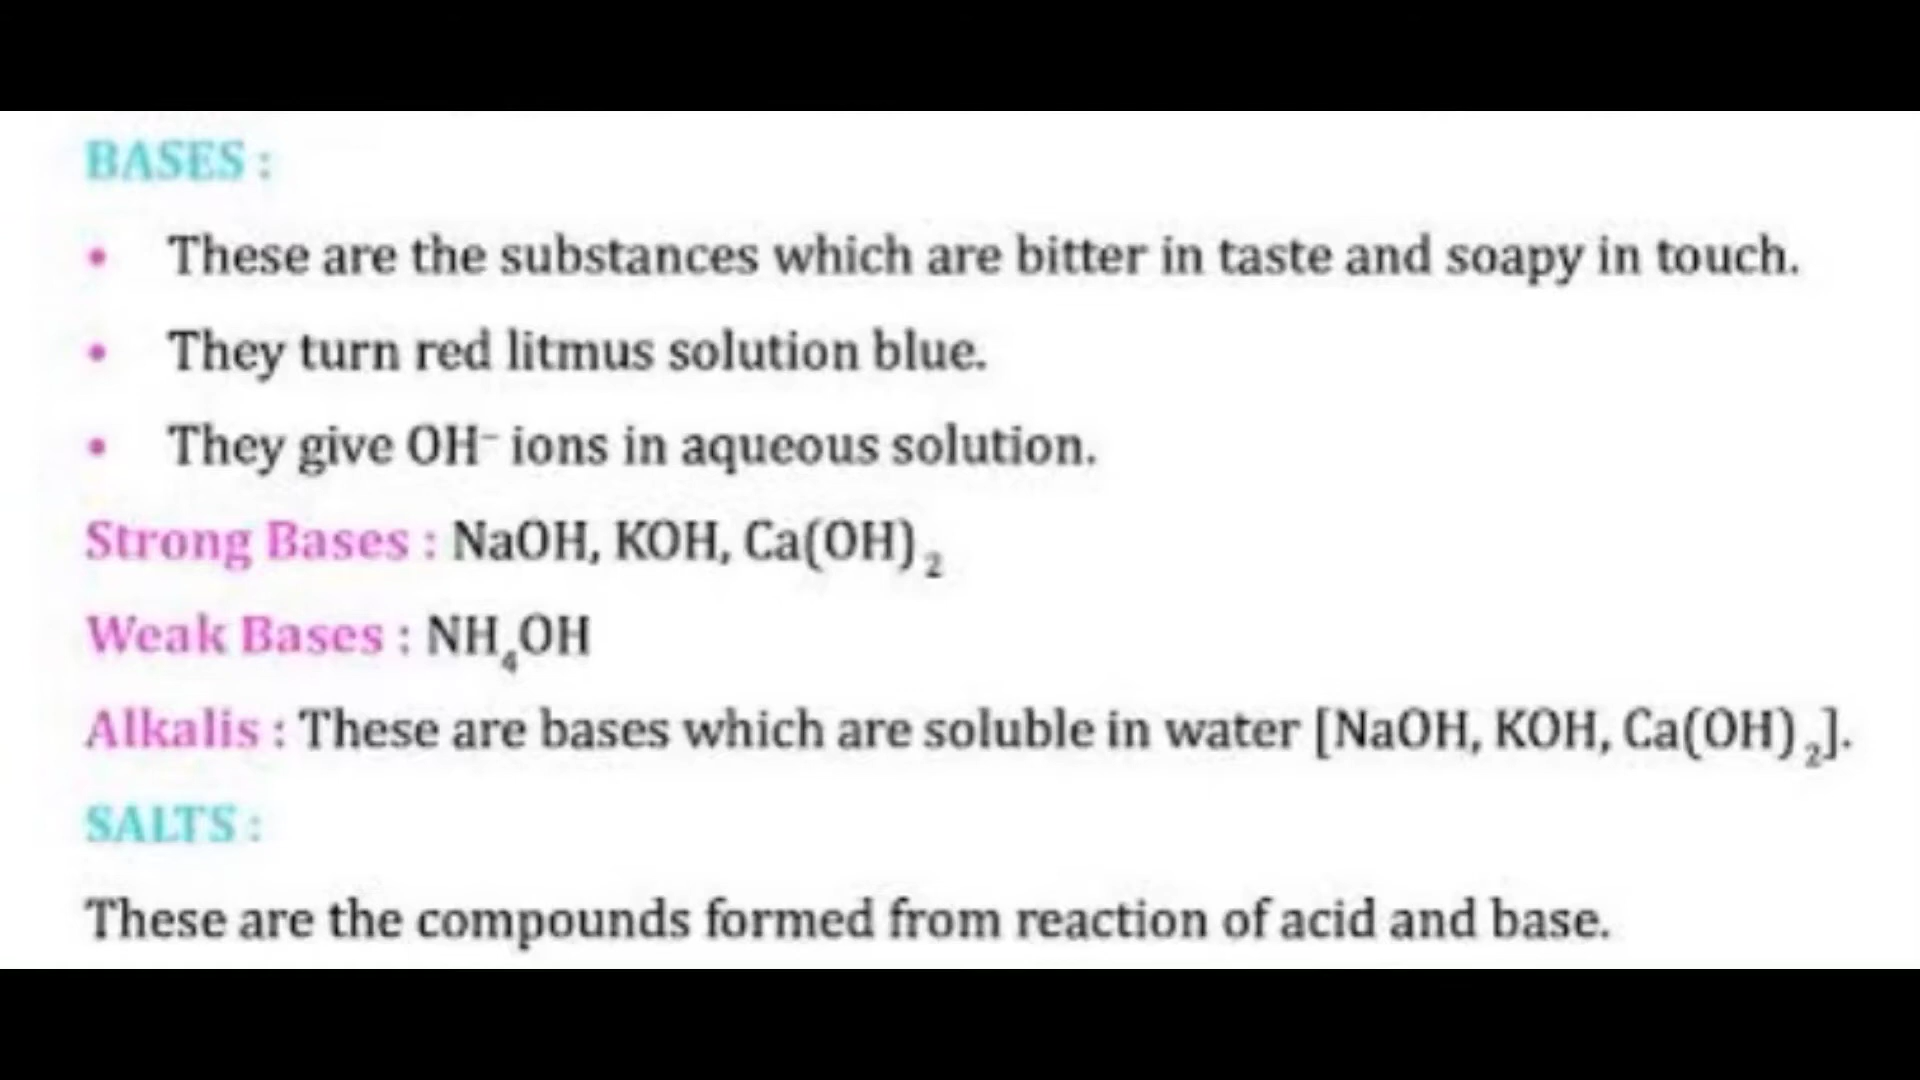 BASES :
• These are the substances which are bitter in taste and soapy in touch.
• They turn red litmus solution blue.
• They give OH⁻ ions in aqueous solution.
Strong Bases : NaOH, KOH, Ca(OH)₂
Weak Bases : NH₄OH
Alkalis : These are bases which are soluble in water [NaOH, KOH, Ca(OH)₂].
SALTS :
These are the compounds formed from reaction of acid and base.